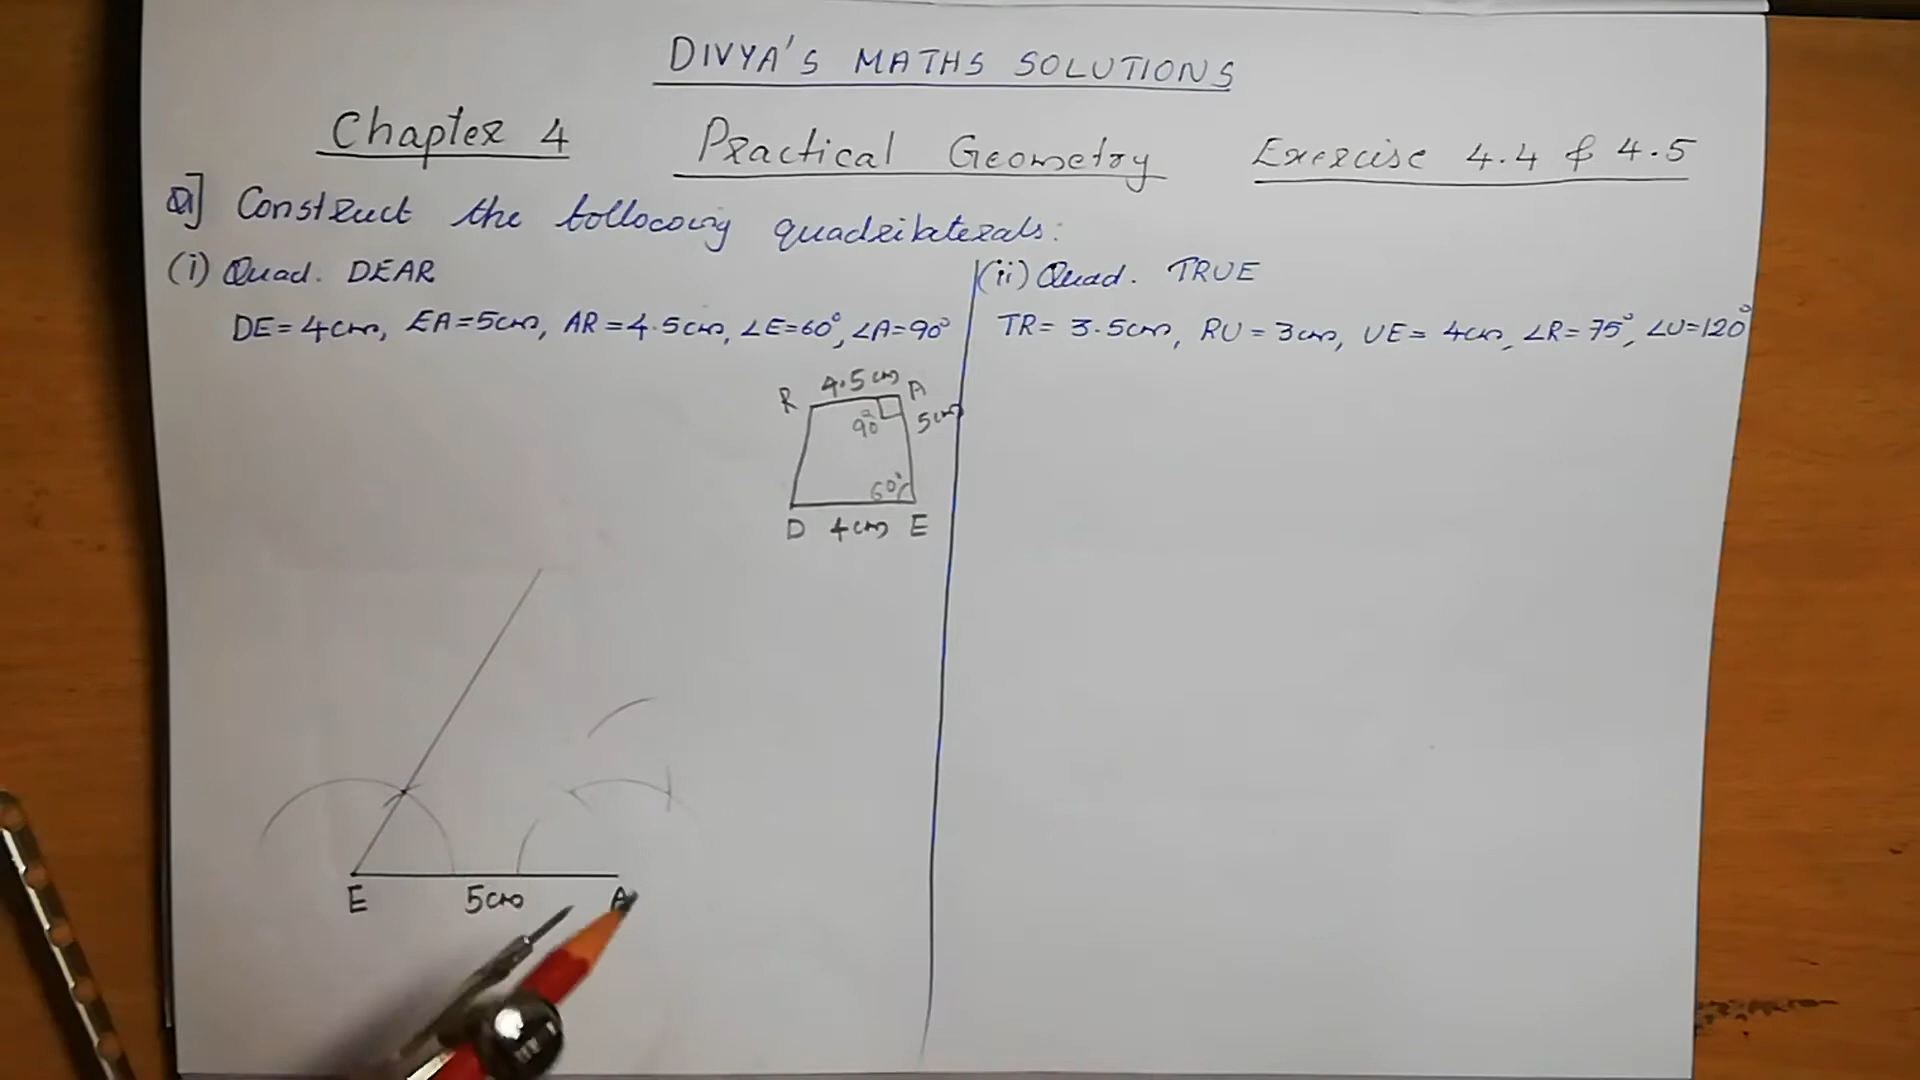 DIVYA'S MATHS SOLUTIONS
Chapter 4 Practical Geometry Exercise 4.4 & 4.5
Q1] Construct the following quadrilaterals:
(i) Quad. DEAR
DE = 4cm, EA = 5cm, AR = 4.5cm, ∠E = 60°, ∠A = 90°
(ii) Quad. TRUE
TR = 3.5cm, RU = 3cm, UE = 4cm, ∠R = 75°, ∠U = 120°
R 4.5cm A
90° 5cm
60°
D 4cm E
E 5cm A